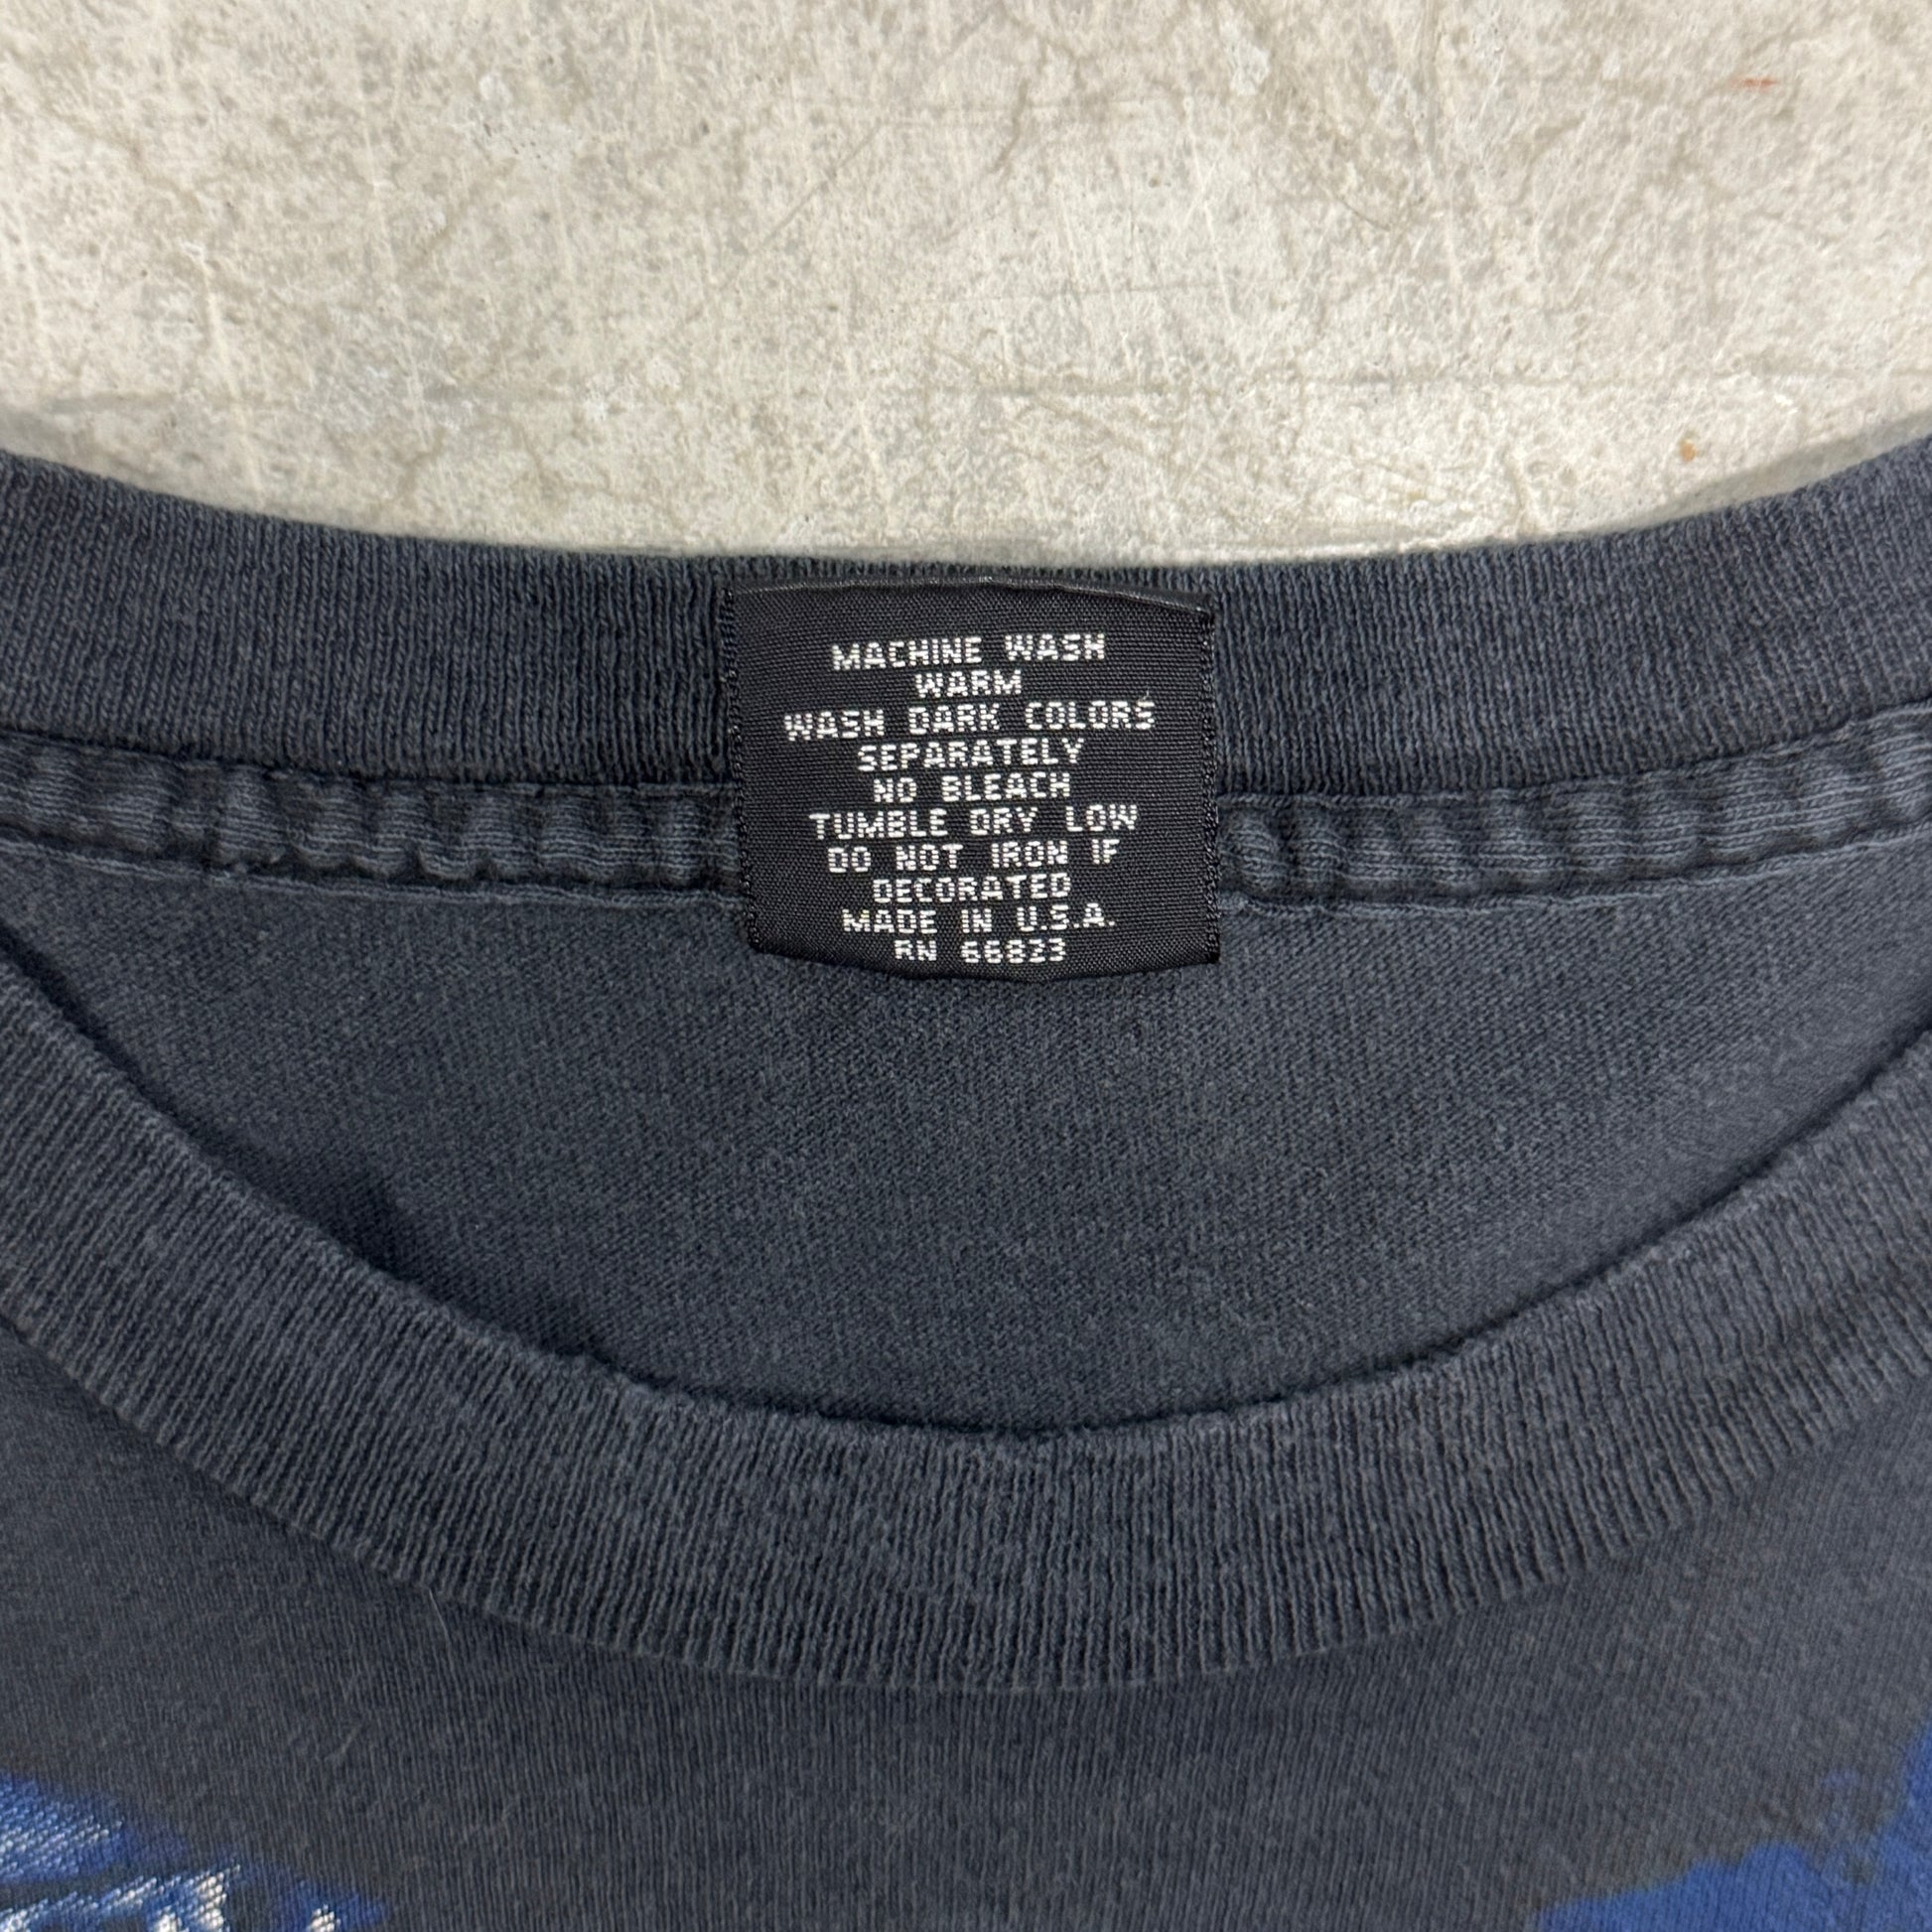 MACHINE WASH
WARM
WASH DARK COLORS
SEPARATELY
NO BLEACH
TUMBLE DRY LOW
DO NOT IRON IF
DECORATED
MADE IN U.S.A.
RN 66823